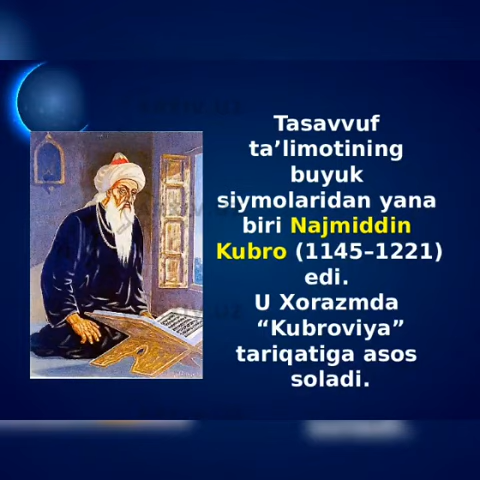 Tasavvuf
ta’limotining
buyuk
siymolaridan yana
biri Najmiddin
Kubro (1145–1221)
edi.
U Xorazmda
“Kubroviya”
tariqatiga asos
soladi.